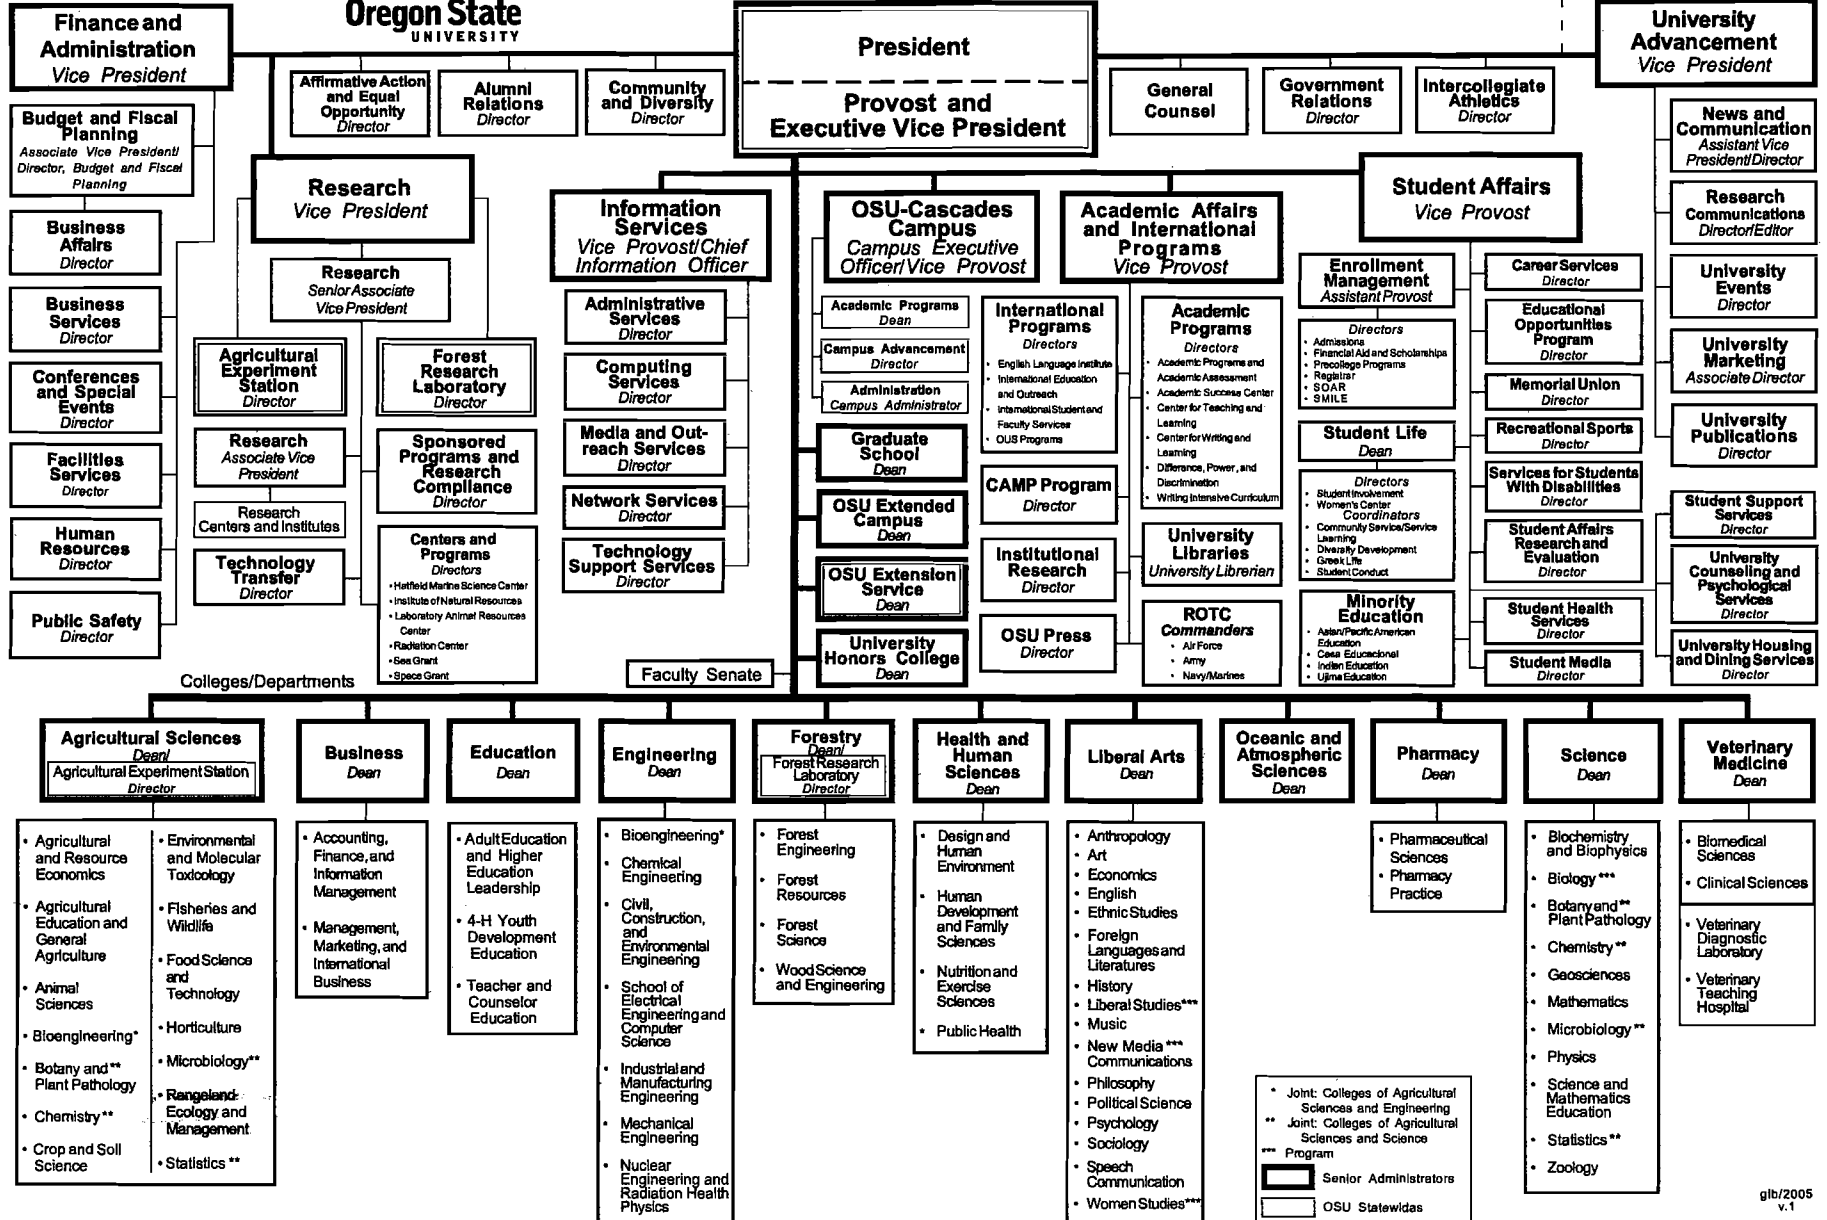 Oregon State
UNIVERSITY
Finance and
Administration
Vice President
President
Provost and
Executive Vice President
University
Advancement
Vice President
Affirmative Action
and Equal
Opportunity
Director
Alumni
Relations
Director
Community
and Diversity
Director
General
Counsel
Government
Relations
Director
Intercollegiate
Athletics
Director
Budget and Fiscal
Planning
Associate Vice President/
Director, Budget and Fiscal
Planning
Business
Affairs
Director
Business
Services
Director
Conferences
and Special
Events
Director
Facilities
Services
Director
Human
Resources
Director
Public Safety
Director
Research
Vice President
Research
Senior Associate
Vice President
Agricultural
Experiment
Station
Director
Forest
Research
Laboratory
Director
Research
Associate Vice
President
Research
Centers and Institutes
Technology
Transfer
Director
Sponsored
Programs and
Research
Compliance
Director
Centers and
Programs
Directors
• Hatfield Marine Science Center
• Institute of Natural Resources
• Laboratory Animal Resources
Center
• Radiation Center
• Sea Grant
• Space Grant
Information
Services
Vice Provost/Chief
Information Officer
Administrative
Services
Director
Computing
Services
Director
Media and Out-
reach Services
Director
Network Services
Director
Technology
Support Services
Director
OSU-Cascades
Campus
Campus Executive
Officer/Vice Provost
Academic Programs
Dean
Campus Advancement
Director
Administration
Campus Administrator
Graduate
School
Dean
OSU Extended
Campus
Dean
OSU Extension
Service
Dean
University
Honors College
Dean
Faculty Senate
Academic Affairs
and International
Programs
Vice Provost
International
Programs
Directors
• English Language Institute
• International Education
and Outreach
• International Student and
Faculty Services
• OUS Programs
CAMP Program
Director
Institutional
Research
Director
OSU Press
Director
Academic
Programs
Directors
• Academic Programs and
Academic Assessment
• Academic Success Center
• Center for Teaching and
Learning
• Center for Writing and
Learning
• Difference, Power, and
Discrimination
• Writing Intensive Curriculum
University
Libraries
University Librarian
ROTC
Commanders
• Air Force
• Army
• Navy/Marines
Student Affairs
Vice Provost
Enrollment
Management
Assistant Provost
Directors
• Admissions
• Financial Aid and Scholarships
• Precollege Programs
• Registrar
• SOAR
• SMILE
Student Life
Dean
Directors
• Student Involvement
• Women's Center
Coordinators
• Community Service/Service
Learning
• Diversity Development
• Greek Life
• Student Conduct
Minority
Education
• Asian/Pacific American
Education
• Casa Educacional
• Indian Education
• Ujima Education
Career Services
Director
Educational
Opportunities
Program
Director
Memorial Union
Director
Recreational Sports
Director
Services for Students
With Disabilities
Director
Student Affairs
Research and
Evaluation
Director
Student Health
Services
Director
Student Media
Director
News and
Communication
Assistant Vice
President/Director
Research
Communications
Director/Editor
University
Events
Director
University
Marketing
Associate Director
University
Publications
Director
Student Support
Services
Director
University
Counseling and
Psychological
Services
Director
University Housing
and Dining Services
Director
Colleges/Departments
Agricultural Sciences
Dean/
Agricultural Experiment Station
Director
• Agricultural
and Resource
Economics
• Agricultural
Education and
General
Agriculture
• Animal
Sciences
• Bioengineering*
• Botany and**
Plant Pathology
• Chemistry**
• Crop and Soil
Science
• Environmental
and Molecular
Toxicology
• Fisheries and
Wildlife
• Food Science
and
Technology
• Horticulture
• Microbiology**
• Rangeland
Ecology and
Management
• Statistics**
Business
Dean
• Accounting,
Finance, and
Information
Management
• Management,
Marketing, and
International
Business
Education
Dean
• Adult Education
and Higher
Education
Leadership
• 4-H Youth
Development
Education
• Teacher and
Counselor
Education
Engineering
Dean
• Bioengineering*
• Chemical
Engineering
• Civil,
Construction,
and
Environmental
Engineering
• School of
Electrical
Engineering and
Computer
Science
• Industrial and
Manufacturing
Engineering
• Mechanical
Engineering
• Nuclear
Engineering and
Radiation Health
Physics
Forestry
Dean/
Forest Research
Laboratory
Director
• Forest
Engineering
• Forest
Resources
• Forest
Science
• Wood Science
and Engineering
Health and
Human
Sciences
Dean
• Design and
Human
Environment
• Human
Development
and Family
Sciences
• Nutrition and
Exercise
Sciences
• Public Health
Liberal Arts
Dean
• Anthropology
• Art
• Economics
• English
• Ethnic Studies
• Foreign
Languages and
Literatures
• History
• Liberal Studies***
• Music
• New Media***
Communications
• Philosophy
• Political Science
• Psychology
• Sociology
• Speech
Communication
• Women Studies***
Oceanic and
Atmospheric
Sciences
Dean
Pharmacy
Dean
• Pharmaceutical
Sciences
• Pharmacy
Practice
Science
Dean
• Biochemistry
and Biophysics
• Biology***
• Botany and**
Plant Pathology
• Chemistry**
• Geosciences
• Mathematics
• Microbiology**
• Physics
• Science and
Mathematics
Education
• Statistics**
• Zoology
Veterinary
Medicine
Dean
• Biomedical
Sciences
• Clinical Sciences
• Veterinary
Diagnostic
Laboratory
• Veterinary
Teaching
Hospital
* Joint: Colleges of Agricultural
Sciences and Engineering
** Joint: Colleges of Agricultural
Sciences and Science
*** Program
Senior Administrators
OSU Statewidas
glb/2005
v.1